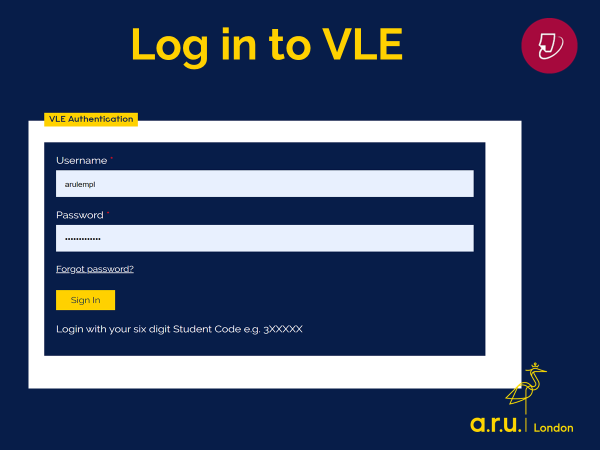 Log in to VLE
VLE Authentication
Username *
arulempl
Password *
•••••••••••••
Forgot password?
Sign In
Login with your six digit Student Code e.g. 3XXXXX
a.r.u. London